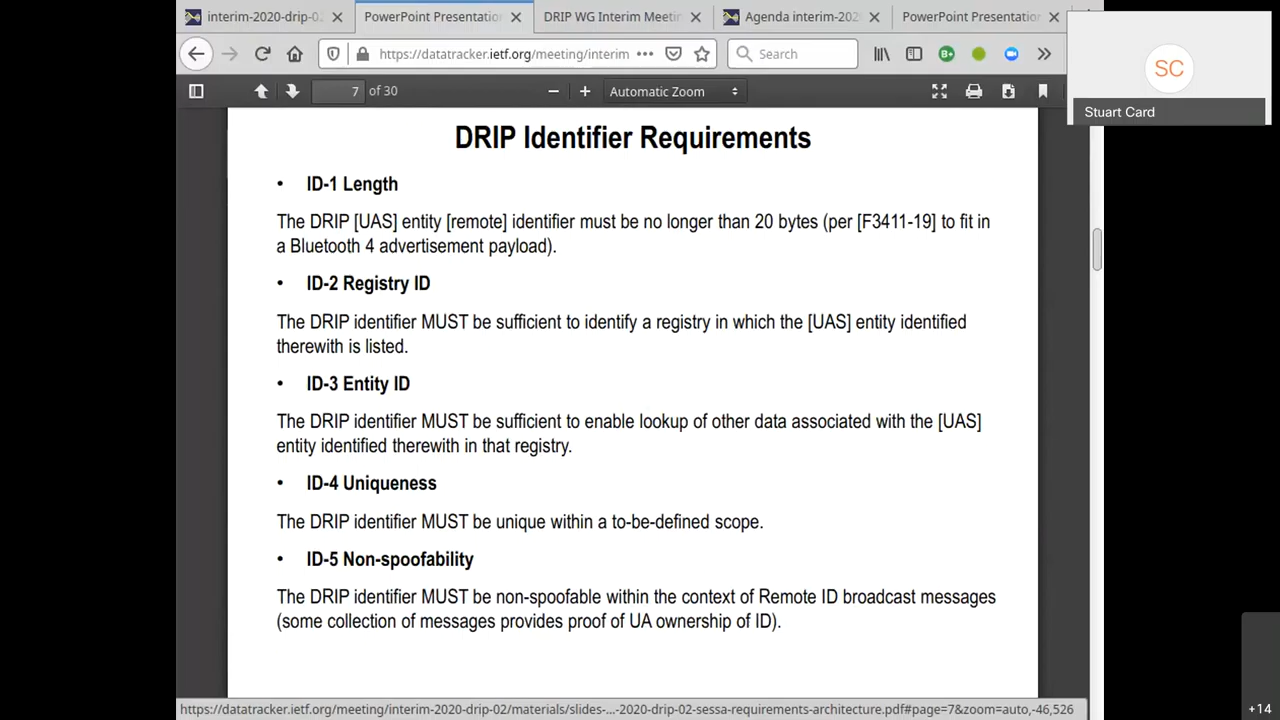 interim-2020-drip-02
PowerPoint Presentation
DRIP WG Interim Meetin
Agenda interim-202
PowerPoint Presentation
https://datatracker.ietf.org/meeting/interim
Search
7 of 30
Automatic Zoom
SC
Stuart Card
DRIP Identifier Requirements
• ID-1 Length
The DRIP [UAS] entity [remote] identifier must be no longer than 20 bytes (per [F3411-19] to fit in
a Bluetooth 4 advertisement payload).
• ID-2 Registry ID
The DRIP identifier MUST be sufficient to identify a registry in which the [UAS] entity identified
therewith is listed.
• ID-3 Entity ID
The DRIP identifier MUST be sufficient to enable lookup of other data associated with the [UAS]
entity identified therewith in that registry.
• ID-4 Uniqueness
The DRIP identifier MUST be unique within a to-be-defined scope.
• ID-5 Non-spoofability
The DRIP identifier MUST be non-spoofable within the context of Remote ID broadcast messages
(some collection of messages provides proof of UA ownership of ID).
https://datatracker.ietf.org/meeting/interim-2020-drip-02/materials/slides-...-2020-drip-02-sessa-requirements-architecture.pdf#page=7&zoom=auto,-46,526
+14